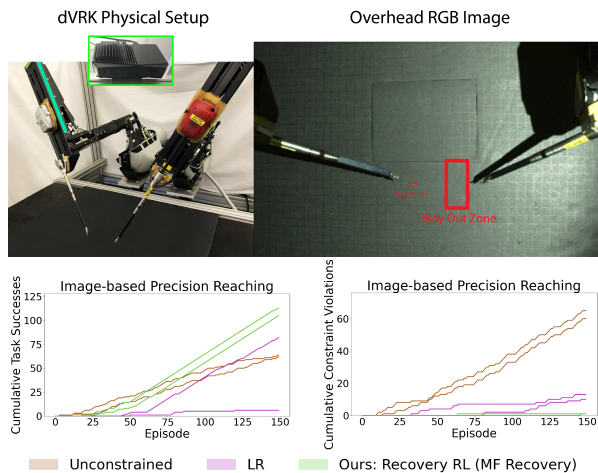 dVRK Physical Setup
Overhead RGB Image
Stay Out Zone
Image-based Precision Reaching
Cumulative Task Successes
125
100
75
50
25
0
0 25 50 75 100 125 150
Episode
Image-based Precision Reaching
Cumulative Constraint Violations
60
40
20
0
0 25 50 75 100 125 150
Episode
Unconstrained
LR
Ours: Recovery RL (MF Recovery)